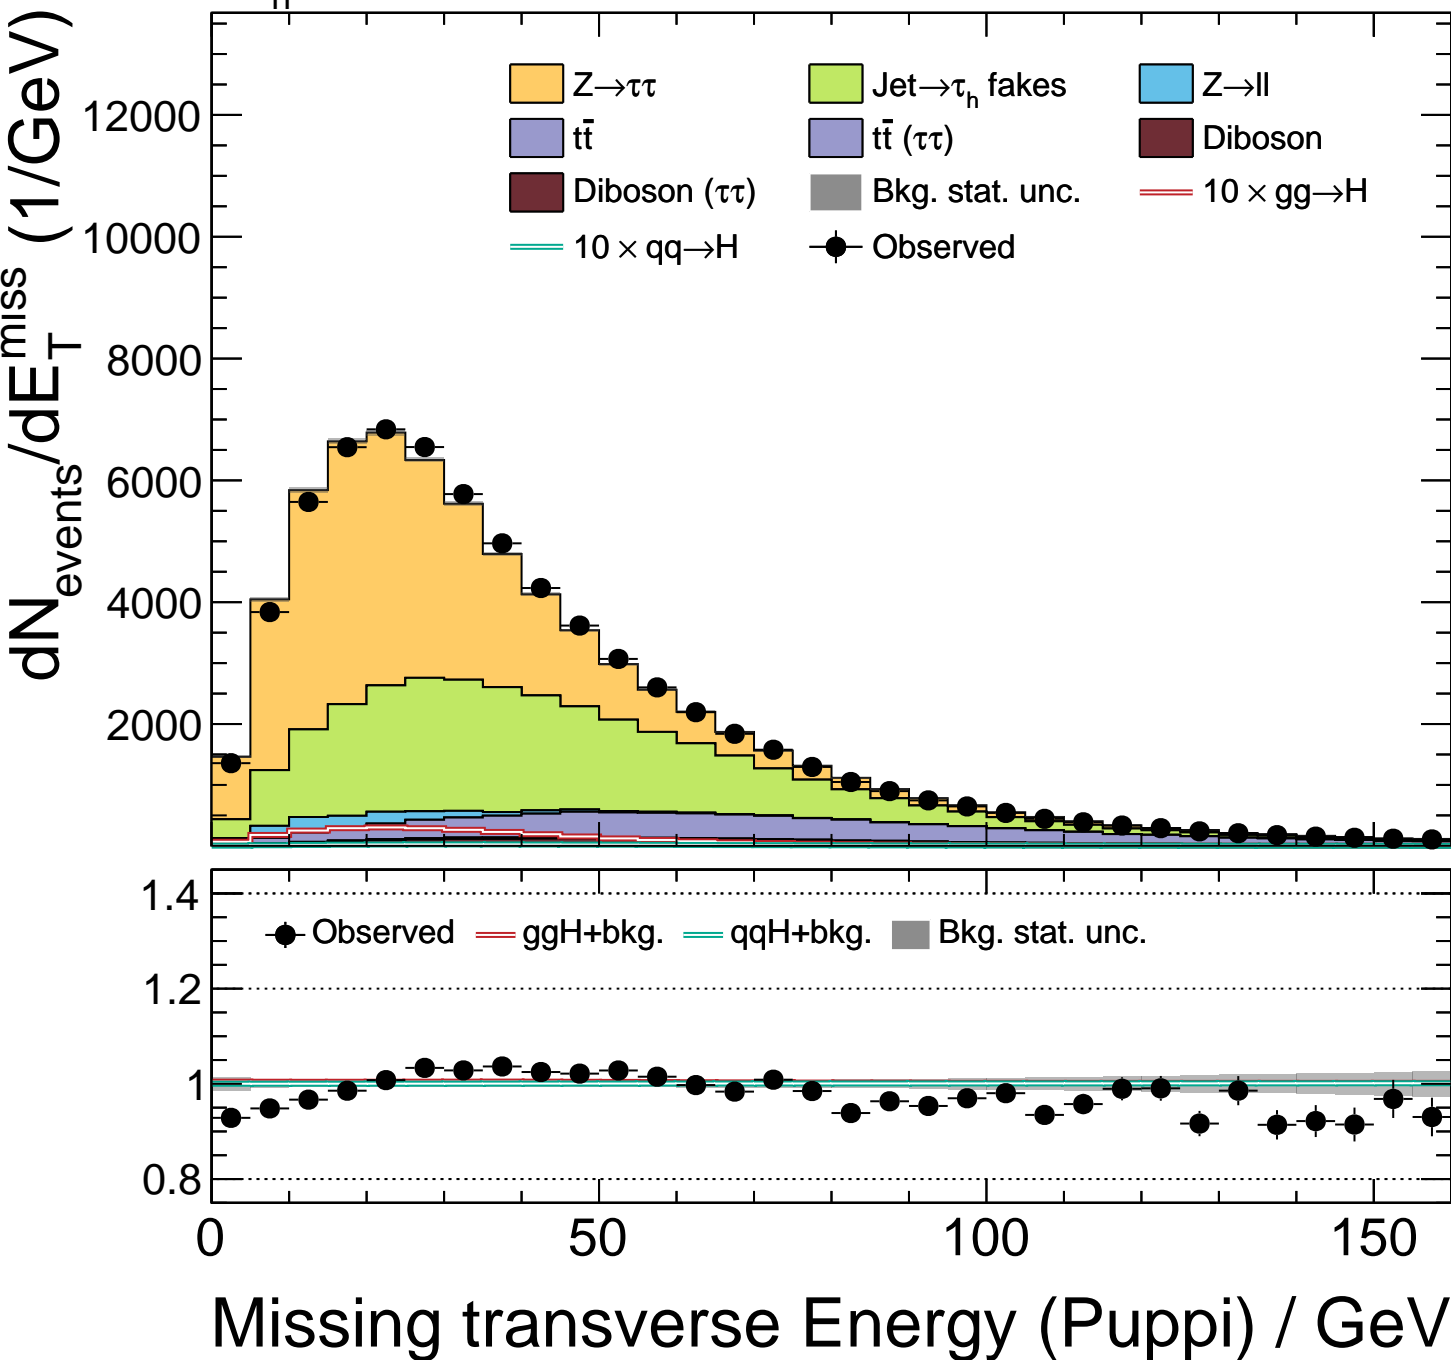 dN_events/dE_T^miss (1/GeV)
12000
10000
8000
6000
4000
2000
Z→ττ Jet→τ_h fakes Z→ll
tt̄ tt̄ (ττ) Diboson
Diboson (ττ) Bkg. stat. unc. 10 × gg→H
10 × qq→H Observed
1.4
1.2
1
0.8
Observed ggH+bkg. qqH+bkg. Bkg. stat. unc.
0 50 100 150
Missing transverse Energy (Puppi) / GeV